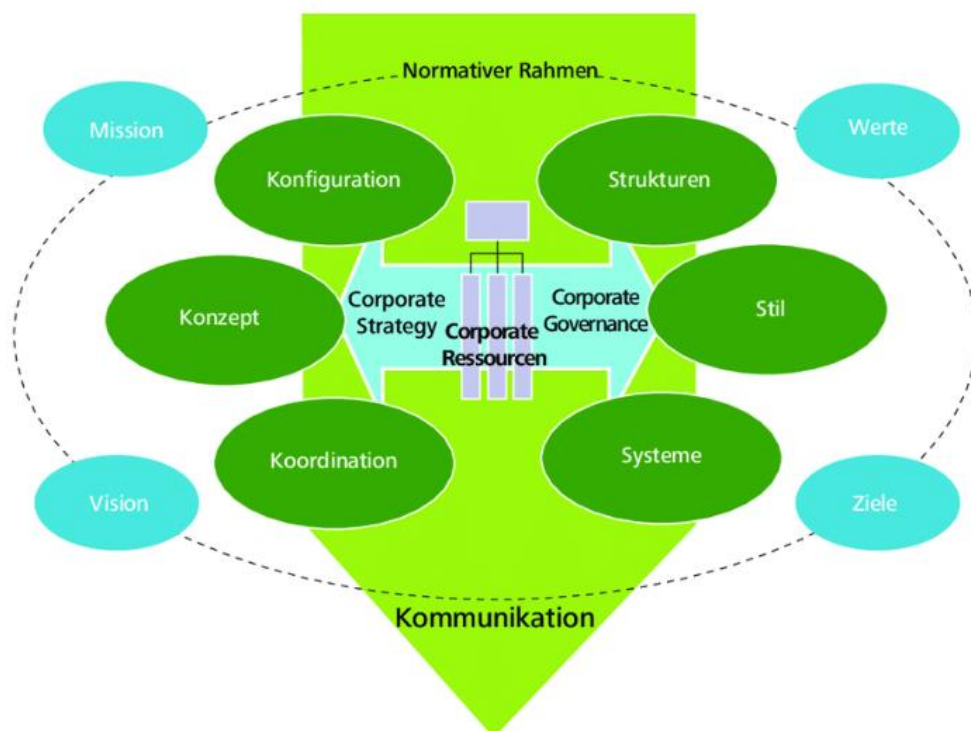 Normativer Rahmen
Mission
Werte
Konfiguration
Strukturen
Corporate
Strategy
Corporate
Governance
Konzept
Stil
Corporate
Ressourcen
Koordination
Systeme
Vision
Ziele
Kommunikation